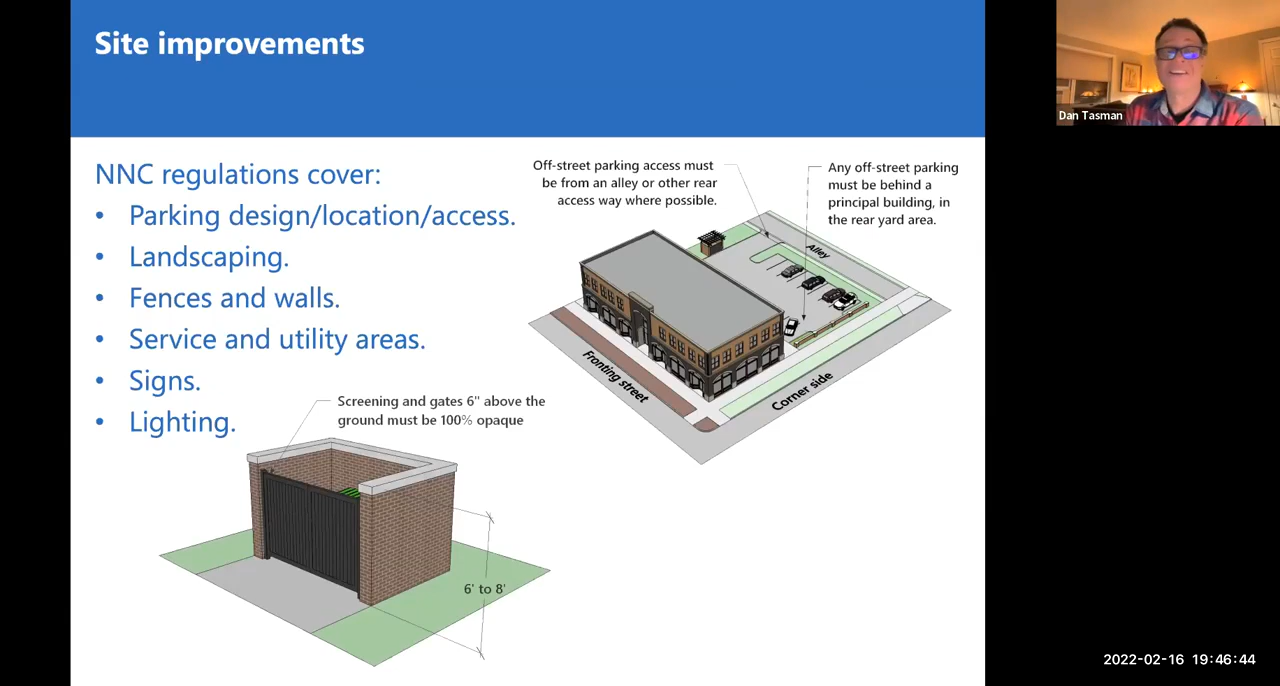 Site improvements
NNC regulations cover:
• Parking design/location/access.
• Landscaping.
• Fences and walls.
• Service and utility areas.
• Signs.
• Lighting.
Off-street parking access must
be from an alley or other rear
access way where possible.
Any off-street parking
must be behind a
principal building, in
the rear yard area.
Alley
Fronting street
Corner side
Screening and gates 6" above the
ground must be 100% opaque
6' to 8'
Dan Tasman
2022-02-16 19:46:44